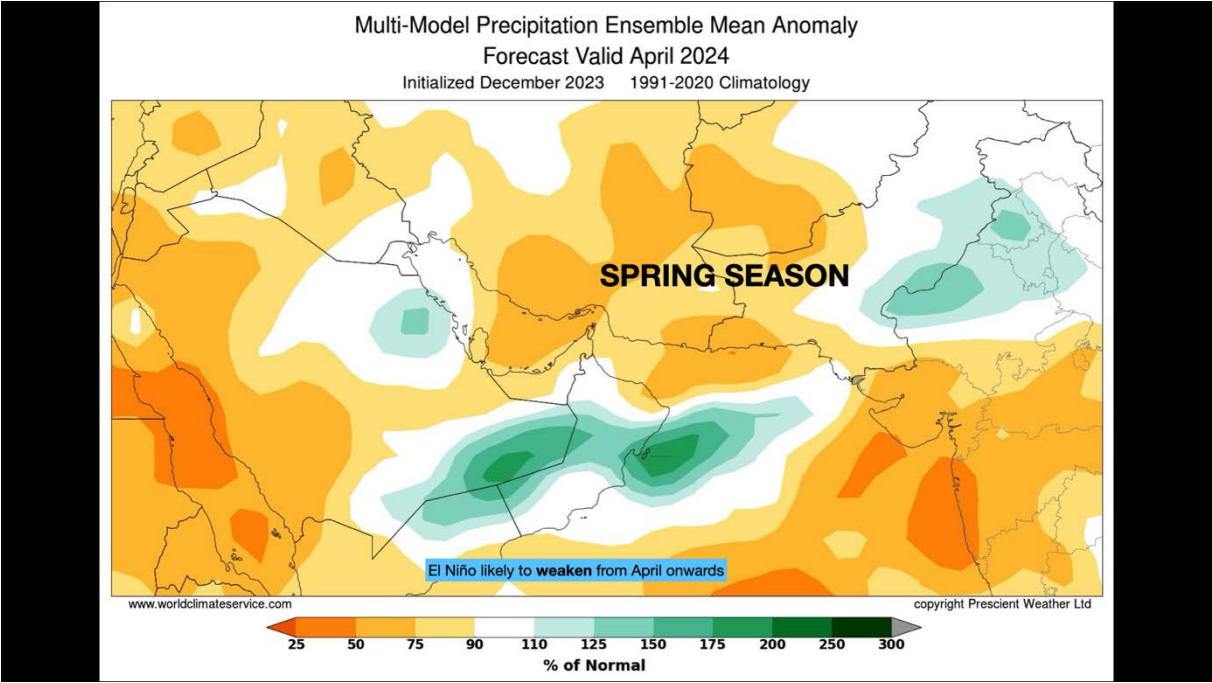 Multi-Model Precipitation Ensemble Mean Anomaly
Forecast Valid April 2024
Initialized December 2023 1991-2020 Climatology
SPRING SEASON
El Niño likely to weaken from April onwards
www.worldclimateservice.com copyright Prescient Weather Ltd
25 50 75 90 110 125 150 175 200 250 300
% of Normal